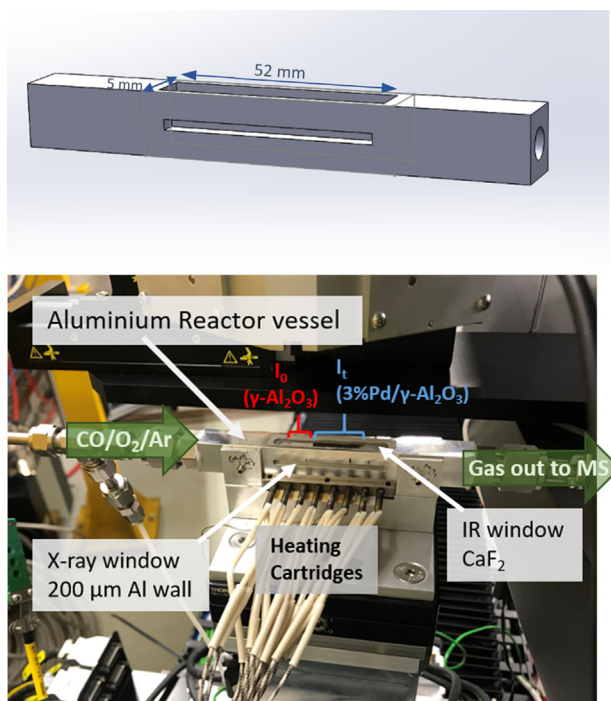 52 mm
5 mm
Aluminium Reactor vessel
I₀
(γ-Al₂O₃)
Iₜ
(3%Pd/γ-Al₂O₃)
CO/O₂/Ar
Gas out to MS
X-ray window
200 μm Al wall
Heating
Cartridges
IR window
CaF₂